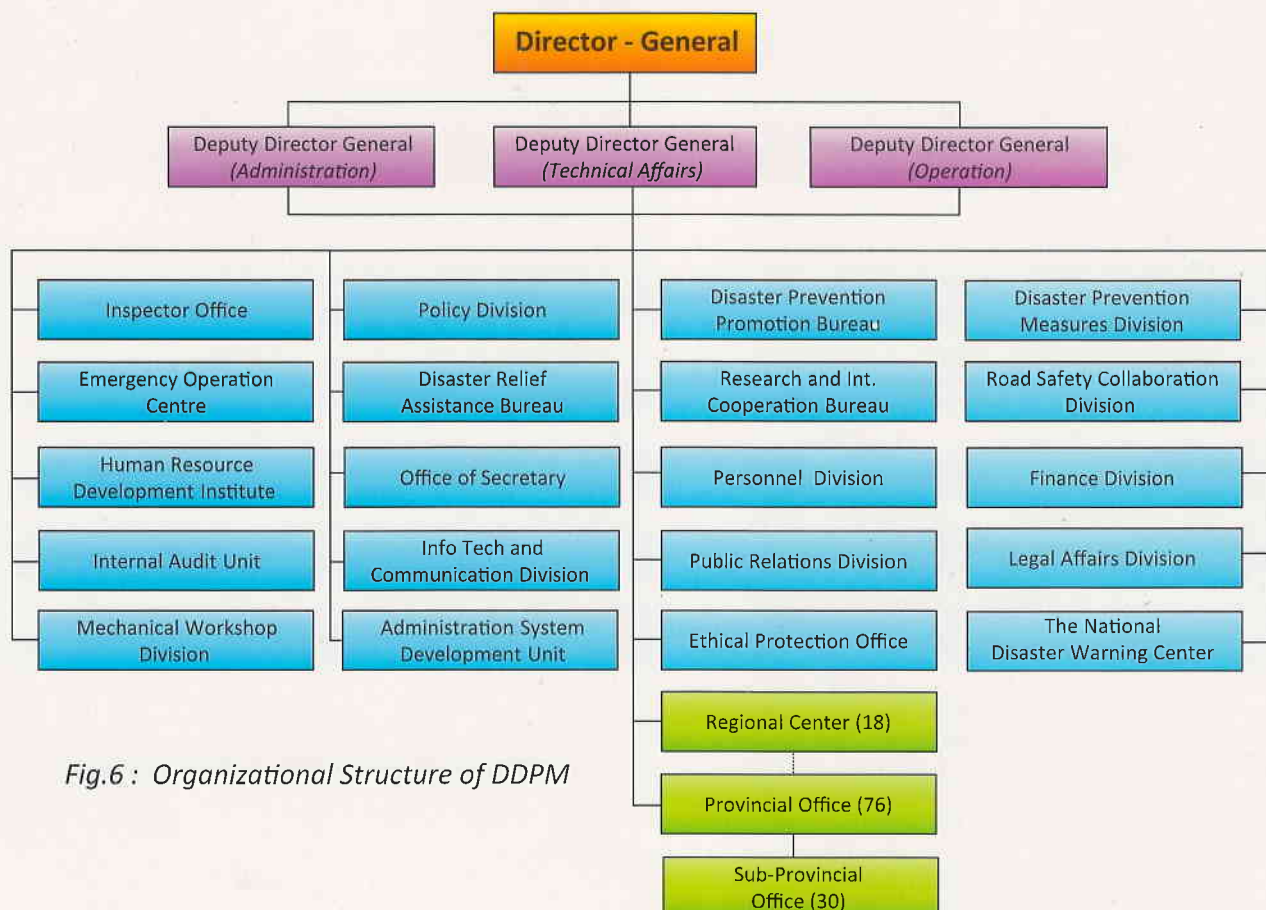 Director - General
Deputy Director General
(Administration)
Deputy Director General
(Technical Affairs)
Deputy Director General
(Operation)
Inspector Office
Policy Division
Disaster Prevention
Promotion Bureau
Disaster Prevention
Measures Division
Emergency Operation
Centre
Disaster Relief
Assistance Bureau
Research and Int.
Cooperation Bureau
Road Safety Collaboration
Division
Human Resource
Development Institute
Office of Secretary
Personnel Division
Finance Division
Internal Audit Unit
Info Tech and
Communication Division
Public Relations Division
Legal Affairs Division
Mechanical Workshop
Division
Administration System
Development Unit
Ethical Protection Office
The National
Disaster Warning Center
Regional Center (18)
Fig.6 : Organizational Structure of DDPM
Provincial Office (76)
Sub-Provincial
Office (30)